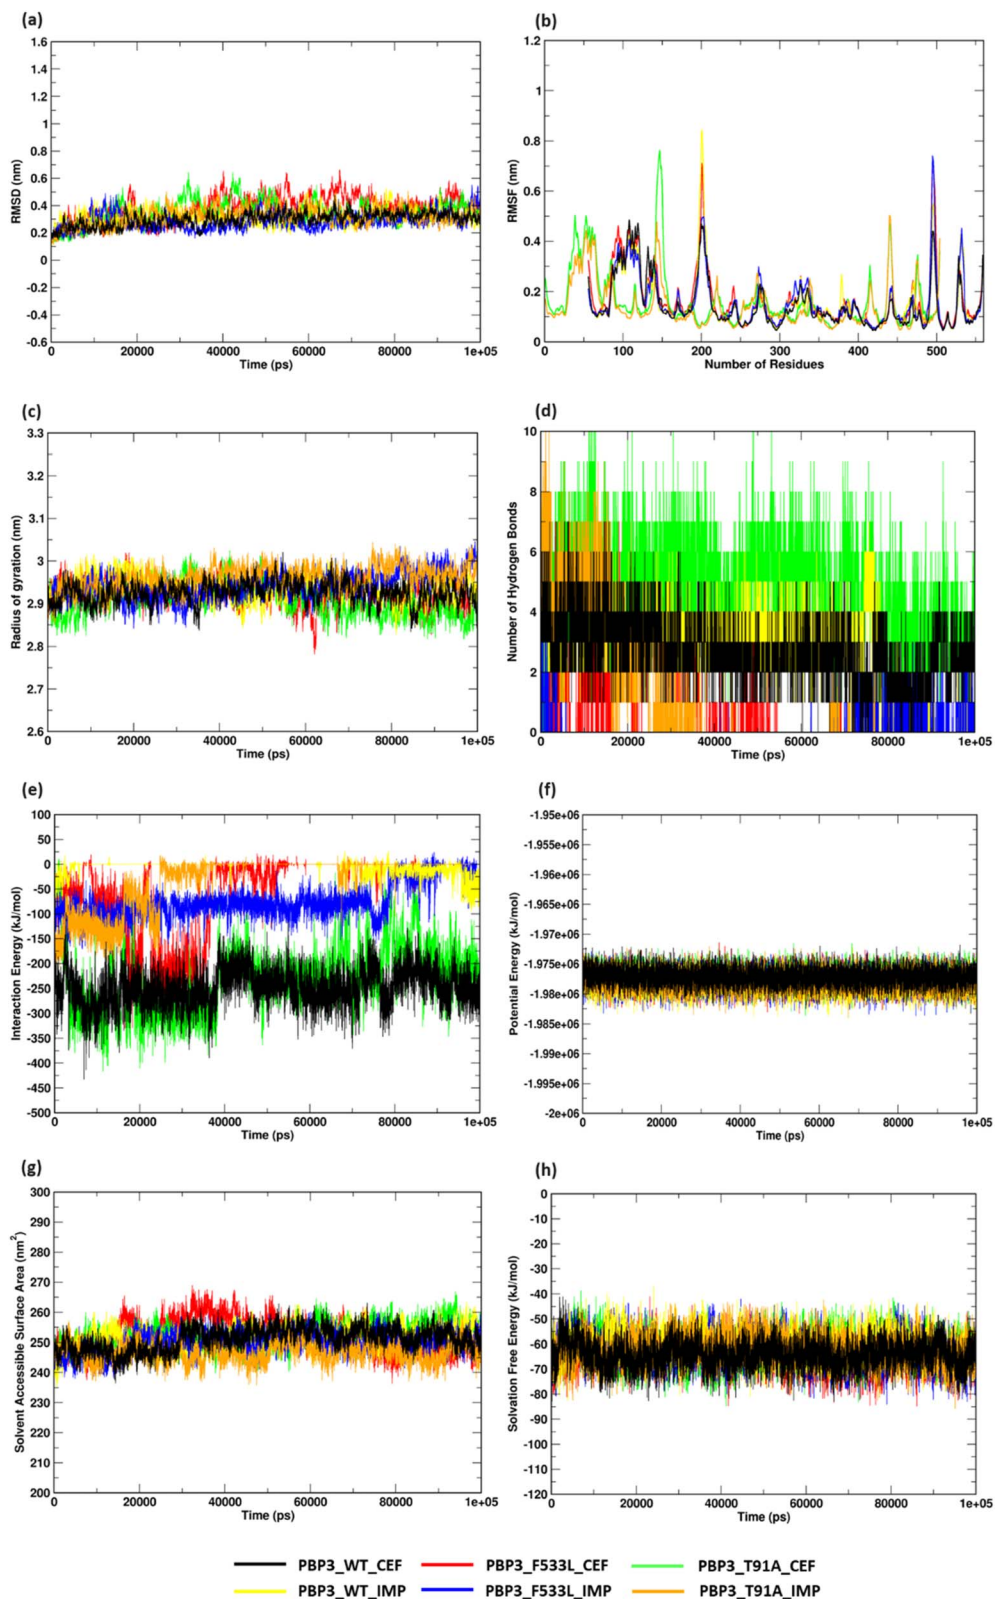 (a)
1.6
1.4
1.2
1
0.8
0.6
0.4
0.2
0
-0.2
-0.4
-0.6
RMSD (nm)
0 20000 40000 60000 80000 1e+05
Time (ps)
(b)
1.2
1
0.8
0.6
0.4
0.2
0
RMSF (nm)
0 100 200 300 400 500
Number of Residues
(c)
3.3
3.2
3.1
3
2.9
2.8
2.7
2.6
Radius of gyration (nm)
0 20000 40000 60000 80000 1e+05
Time (ps)
(d)
10
8
6
4
2
0
Number of Hydrogen Bonds
0 20000 40000 60000 80000 1e+05
Time (ps)
(e)
100
50
0
-50
-100
-150
-200
-250
-300
-350
-400
-450
-500
Interaction Energy (kJ/mol)
0 20000 40000 60000 80000 1e+05
Time (ps)
(f)
-1.95e+06
-1.955e+06
-1.96e+06
-1.965e+06
-1.97e+06
-1.975e+06
-1.98e+06
-1.985e+06
-1.99e+06
-1.995e+06
-2e+06
Potential Energy (kJ/mol)
0 20000 40000 60000 80000 1e+05
Time (ps)
(g)
300
290
280
270
260
250
240
230
220
210
200
Solvent Accessible Surface Area (nm²)
0 20000 40000 60000 80000 1e+05
Time (ps)
(h)
0
-10
-20
-30
-40
-50
-60
-70
-80
-90
-100
-110
-120
Solvation Free Energy (kJ/mol)
0 20000 40000 60000 80000 1e+05
Time (ps)
PBP3_WT_CEF PBP3_F533L_CEF PBP3_T91A_CEF
PBP3_WT_IMP PBP3_F533L_IMP PBP3_T91A_IMP